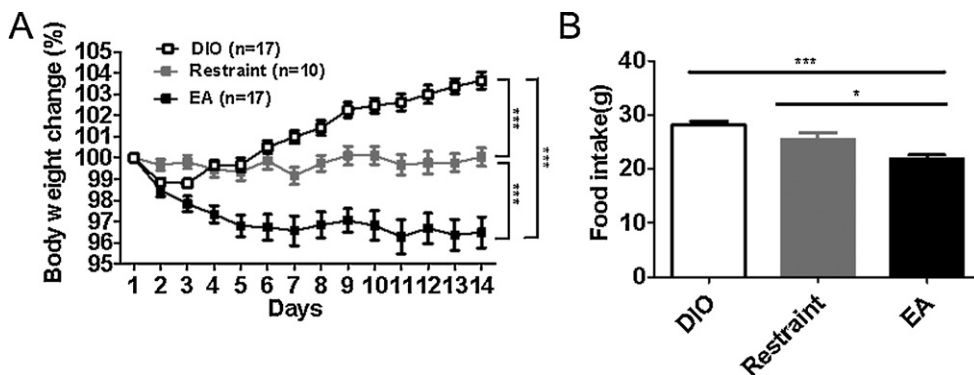 A
Body weight change (%)
105
104
103
102
101
100
99
98
97
96
95
DIO (n=17)
Restraint (n=10)
EA (n=17)
***
***
***
1 2 3 4 5 6 7 8 9 10 11 12 13 14
Days
B
Food intake(g)
40
30
20
10
0
***
*
DIO
Restraint
EA